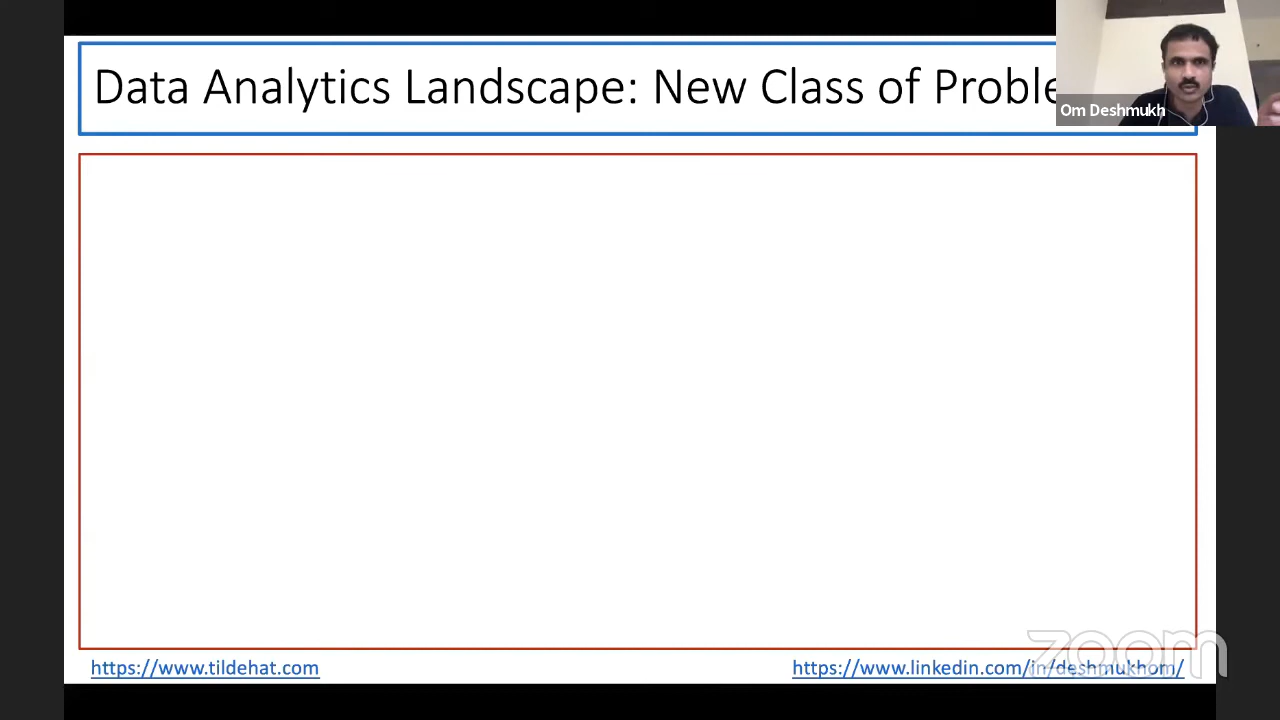 Data Analytics Landscape: New Class of Proble
Om Deshmukh
https://www.tildehat.com
https://www.linkedin.com/in/deshmukhom/
zoom